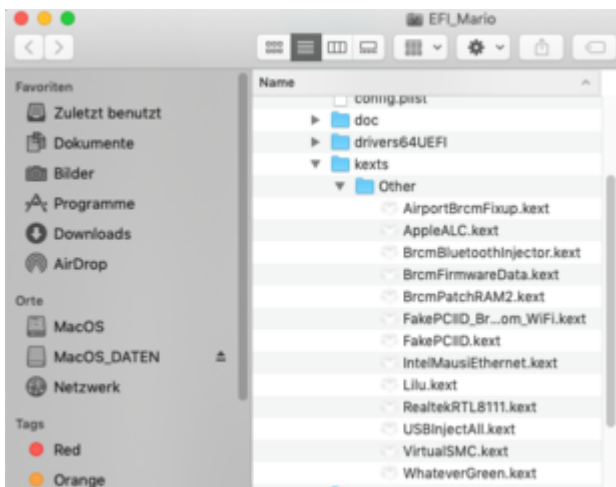 EFI_Mario
Favoriten
Zuletzt benutzt
Dokumente
Bilder
Programme
Downloads
AirDrop
Orte
MacOS
MacOS_DATEN
Netzwerk
Tags
Red
Orange
Name
config.plist
doc
drivers64UEFI
kexts
Other
AirportBrcmFixup.kext
AppleALC.kext
BrcmBluetoothInjector.kext
BrcmFirmwareData.kext
BrcmPatchRAM2.kext
FakePCIID_Br...om_WiFi.kext
FakePCIID.kext
IntelMausiEthernet.kext
Lilu.kext
RealtekRTL8111.kext
USBInjectAll.kext
VirtualSMC.kext
WhateverGreen.kext